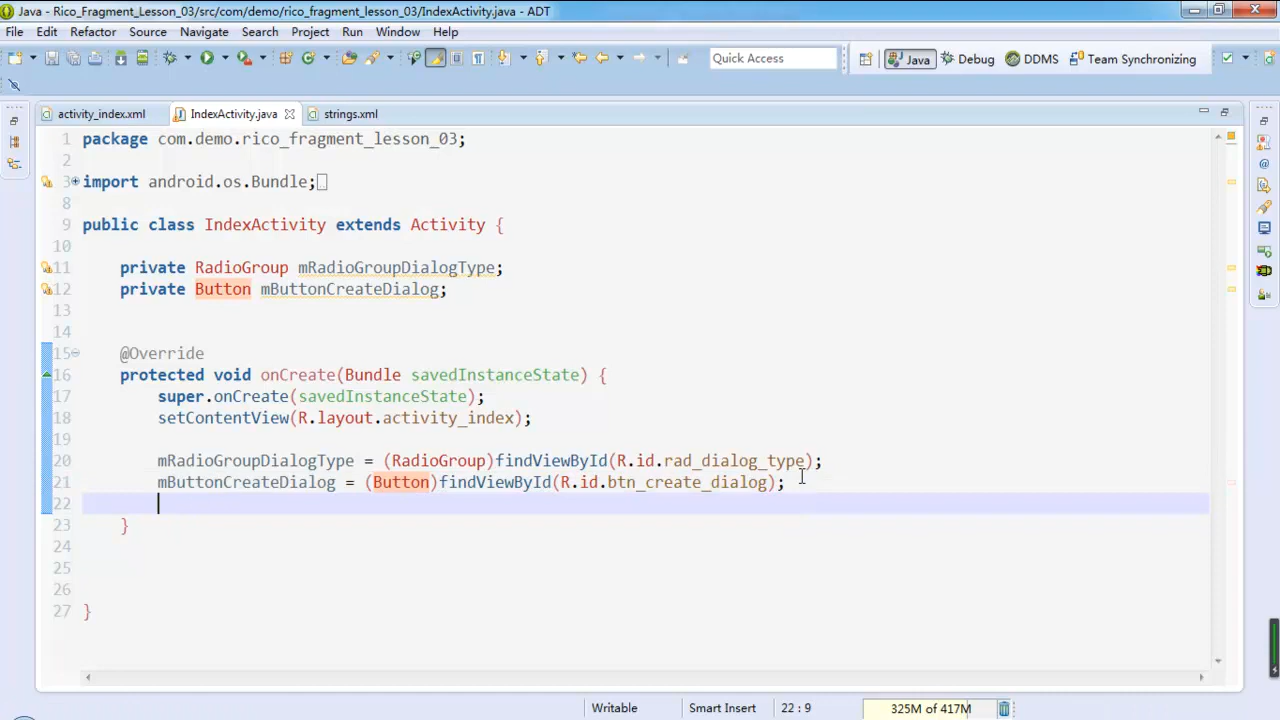 Java - Rico_Fragment_Lesson_03/src/com/demo/rico_fragment_lesson_03/IndexActivity.java - ADT
File Edit Refactor Source Navigate Search Project Run Window Help
Quick Access Java Debug DDMS Team Synchronizing
activity_index.xml IndexActivity.java strings.xml
1 package com.demo.rico_fragment_lesson_03;
2
3 import android.os.Bundle;
8
9 public class IndexActivity extends Activity {
10
11 private RadioGroup mRadioGroupDialogType;
12 private Button mButtonCreateDialog;
13
14
15 @Override
16 protected void onCreate(Bundle savedInstanceState) {
17 super.onCreate(savedInstanceState);
18 setContentView(R.layout.activity_index);
19
20 mRadioGroupDialogType = (RadioGroup)findViewById(R.id.rad_dialog_type);
21 mButtonCreateDialog = (Button)findViewById(R.id.btn_create_dialog);
22
23 }
24
25
26
27 }
Writable Smart Insert 22 : 9 325M of 417M